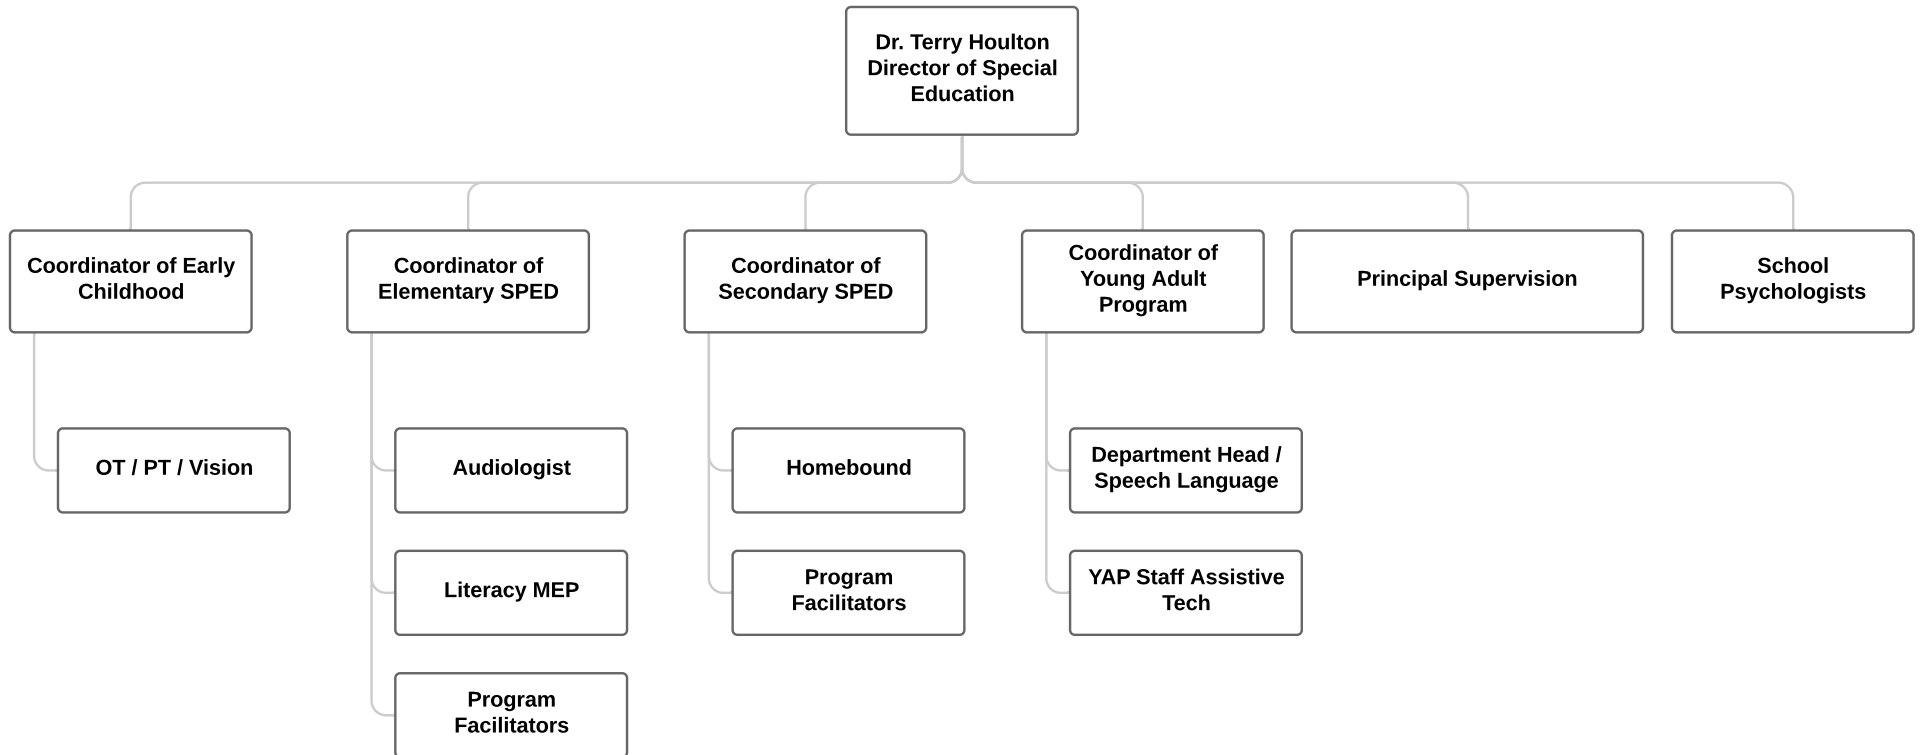 Dr. Terry Houlton
Director of Special
Education
Coordinator of Early
Childhood
Coordinator of
Elementary SPED
Coordinator of
Secondary SPED
Coordinator of
Young Adult
Program
Principal Supervision
School
Psychologists
OT / PT / Vision
Audiologist
Homebound
Department Head /
Speech Language
Literacy MEP
Program
Facilitators
YAP Staff Assistive
Tech
Program
Facilitators